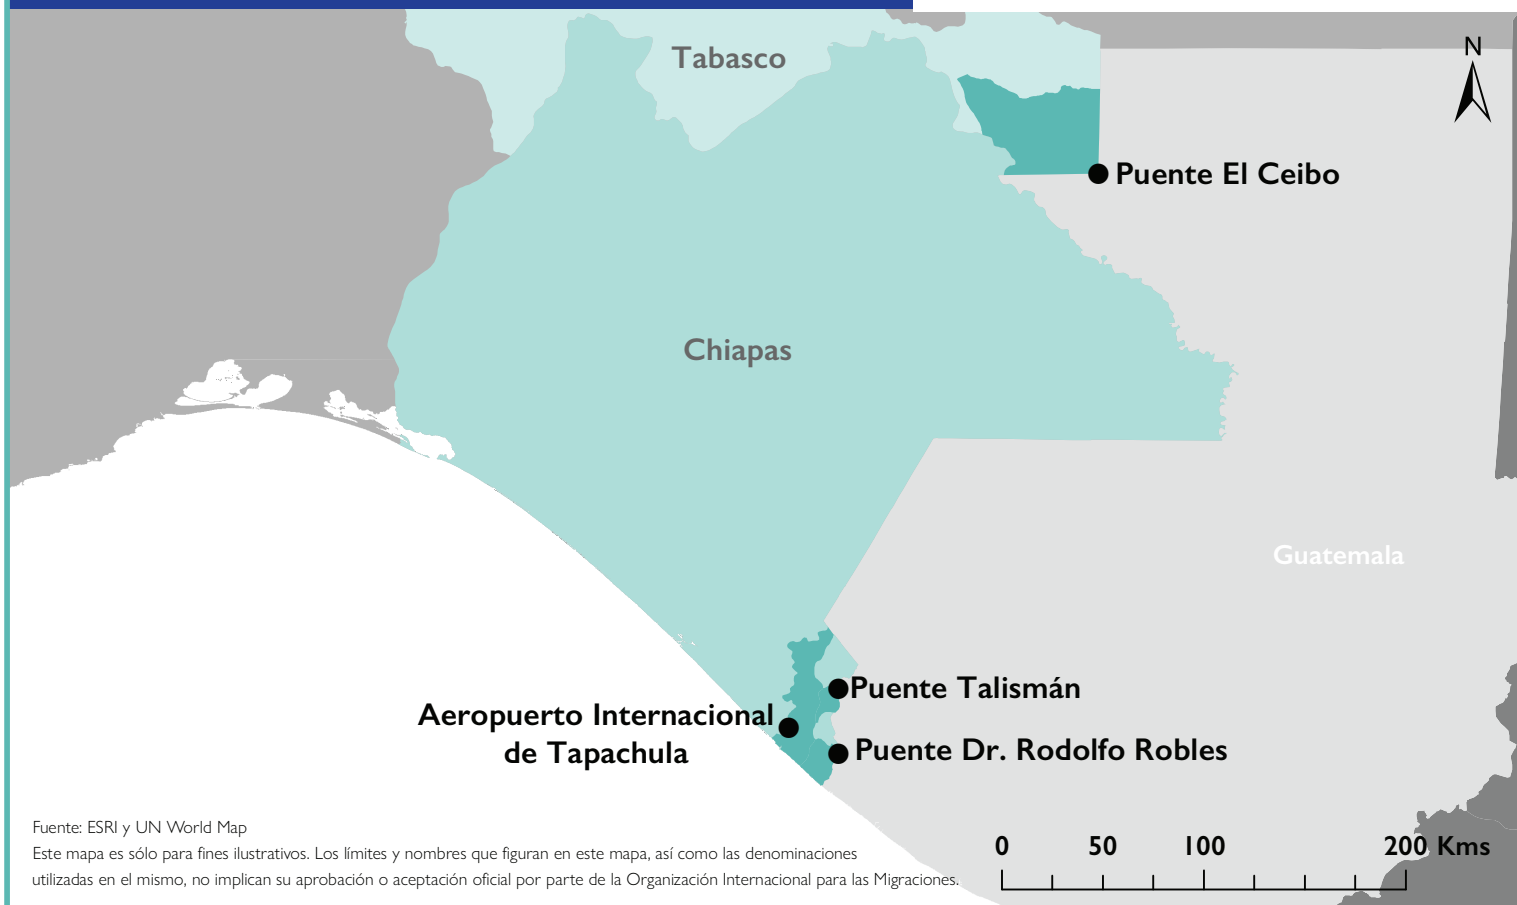 Tabasco
N
Puente El Ceibo
Chiapas
Guatemala
Puente Talismán
Aeropuerto Internacional
de Tapachula
Puente Dr. Rodolfo Robles
Fuente: ESRI y UN World Map
Este mapa es sólo para fines ilustrativos. Los límites y nombres que figuran en este mapa, así como las denominaciones
utilizadas en el mismo, no implican su aprobación o aceptación oficial por parte de la Organización Internacional para las Migraciones.
0 50 100 200 Kms